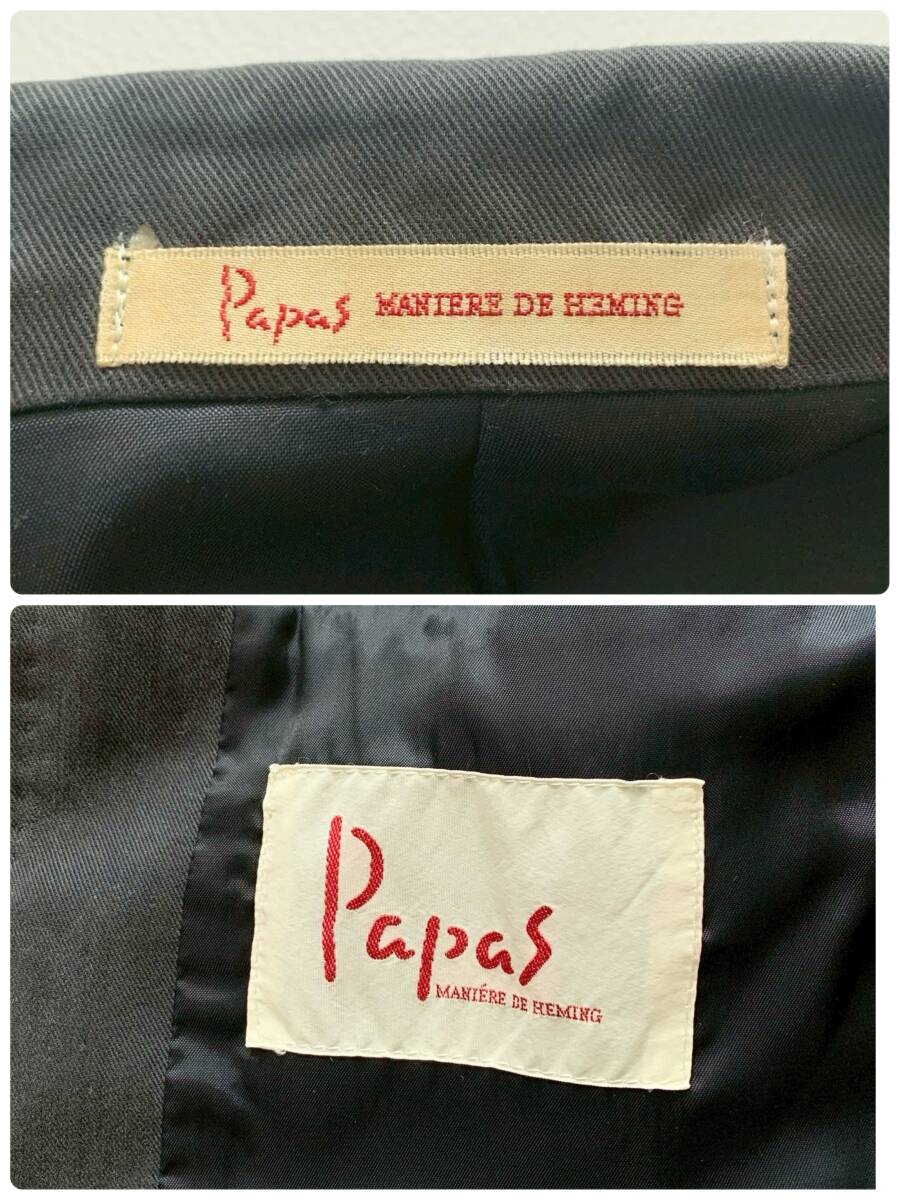 Papas MANIERE DE HEMING
Papas
MANIÉRE DE HEMING